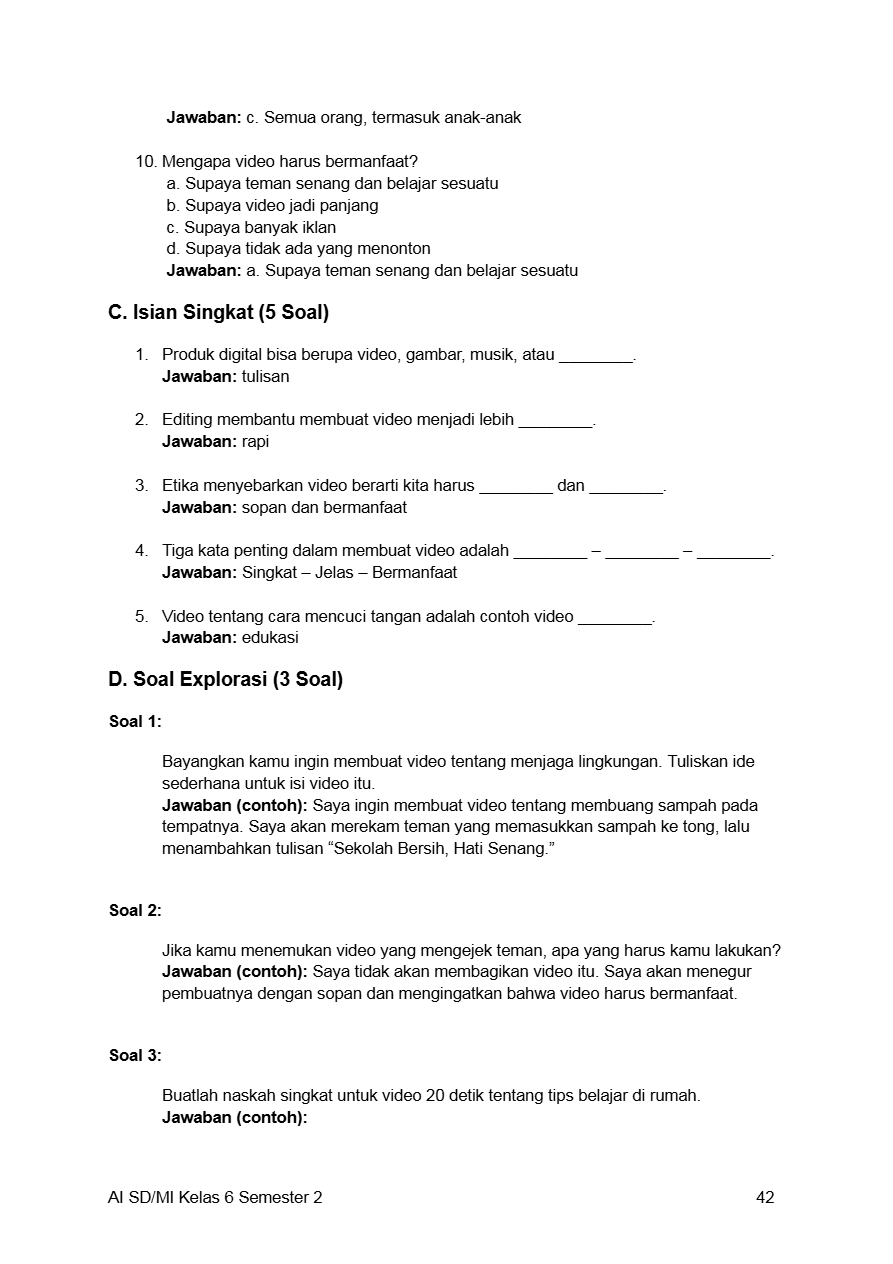 Jawaban: c. Semua orang, termasuk anak-anak
10. Mengapa video harus bermanfaat?
a. Supaya teman senang dan belajar sesuatu
b. Supaya video jadi panjang
c. Supaya banyak iklan
d. Supaya tidak ada yang menonton
Jawaban: a. Supaya teman senang dan belajar sesuatu
C. Isian Singkat (5 Soal)
1. Produk digital bisa berupa video, gambar, musik, atau ________.
Jawaban: tulisan
2. Editing membantu membuat video menjadi lebih ________.
Jawaban: rapi
3. Etika menyebarkan video berarti kita harus ________ dan ________.
Jawaban: sopan dan bermanfaat
4. Tiga kata penting dalam membuat video adalah ________ – ________ – ________.
Jawaban: Singkat – Jelas – Bermanfaat
5. Video tentang cara mencuci tangan adalah contoh video ________.
Jawaban: edukasi
D. Soal Explorasi (3 Soal)
Soal 1:
Bayangkan kamu ingin membuat video tentang menjaga lingkungan. Tuliskan ide
sederhana untuk isi video itu.
Jawaban (contoh): Saya ingin membuat video tentang membuang sampah pada
tempatnya. Saya akan merekam teman yang memasukkan sampah ke tong, lalu
menambahkan tulisan “Sekolah Bersih, Hati Senang.”
Soal 2:
Jika kamu menemukan video yang mengejek teman, apa yang harus kamu lakukan?
Jawaban (contoh): Saya tidak akan membagikan video itu. Saya akan menegur
pembuatnya dengan sopan dan mengingatkan bahwa video harus bermanfaat.
Soal 3:
Buatlah naskah singkat untuk video 20 detik tentang tips belajar di rumah.
Jawaban (contoh):
AI SD/MI Kelas 6 Semester 2 42